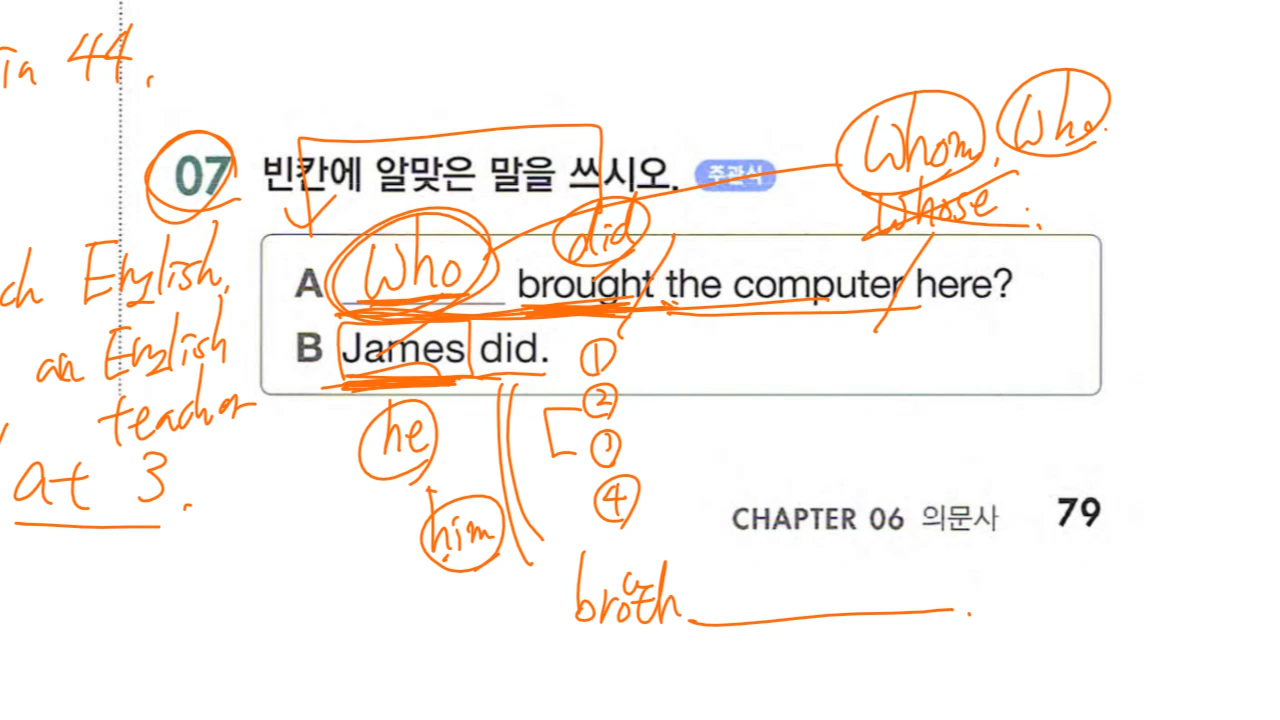 in 44.
Whom, Who.
07 빈칸에 알맞은 말을 쓰시오. 주관식
Whose.
did
ch English,
A Who brought the computer here?
an English
B James did.
①
teacher
②
he
③
at 3.
④
him
CHAPTER 06 의문사 79